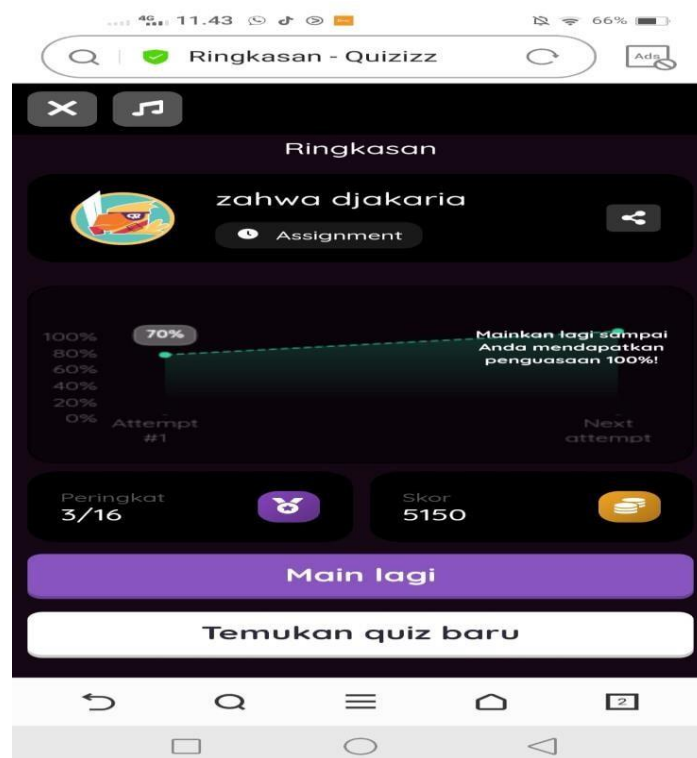 4G 11.43 66%
Ringkasan - Quizizz
Ads
Ringkasan
zahwa djakaria
Assignment
100%
80%
60%
40%
20%
0%
70%
Mainkan lagi sampai
Anda mendapatkan
penguasaan 100%!
Attempt
#1
Next
attempt
Peringkat
3/16
Skor
5150
Main lagi
Temukan quiz baru
2